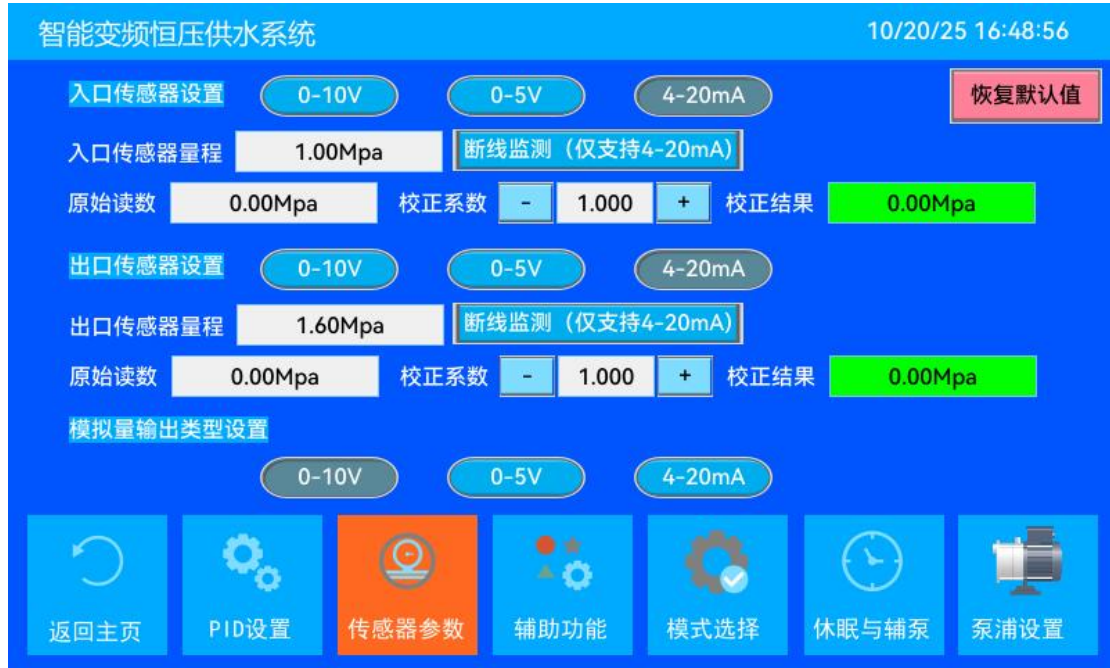 智能变频恒压供水系统 10/20/25 16:48:56
入口传感器设置 0-10V 0-5V 4-20mA 恢复默认值
入口传感器量程 1.00Mpa 断线监测（仅支持4-20mA）
原始读数 0.00Mpa 校正系数 - 1.000 + 校正结果 0.00Mpa
出口传感器设置 0-10V 0-5V 4-20mA
出口传感器量程 1.60Mpa 断线监测（仅支持4-20mA）
原始读数 0.00Mpa 校正系数 - 1.000 + 校正结果 0.00Mpa
模拟量输出类型设置
0-10V 0-5V 4-20mA
返回主页 PID设置 传感器参数 辅助功能 模式选择 休眠与辅泵 泵浦设置